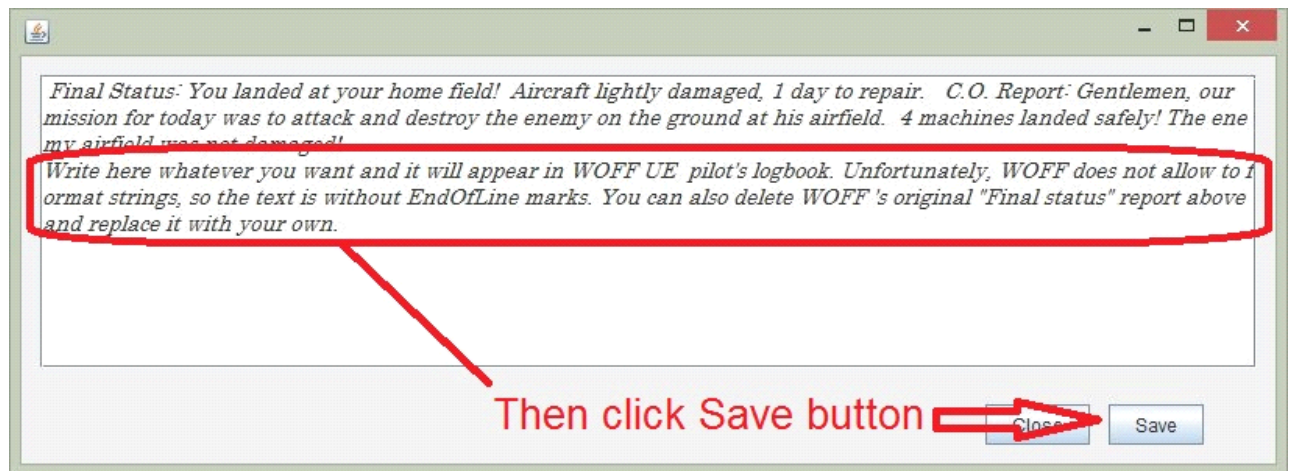 Final Status: You landed at your home field!  Aircraft lightly damaged, 1 day to repair.   C.O. Report: Gentlemen, our
mission for today was to attack and destroy the enemy on the ground at his airfield.  4 machines landed safely! The ene
my airfield was not damaged!
Write here whatever you want and it will appear in WOFF UE  pilot's logbook. Unfortunately, WOFF does not allow to f
ormat strings, so the text is without EndOfLine marks. You can also delete WOFF 's original "Final status" report above
and replace it with your own.
Then click Save button
Close
Save